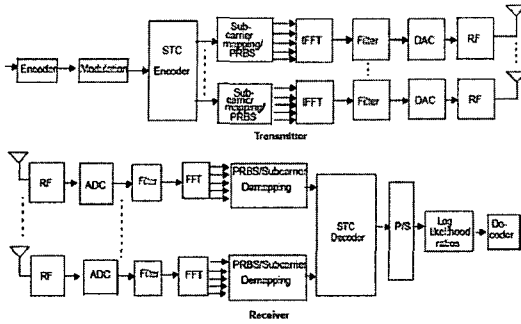 Sub-
carrier
mapping/
PRBS
IFFT
Filter
DAC
RF
STC
Encoder
Encoder
Modulation
Sub-
carrier
mapping/
PRBS
IFFT
Filter
DAC
RF
Transmitter
RF
ADC
Filter
FFT
PRBS/Subcarrier
Demapping
STC
Decoder
P/S
Log
likelihood
ratios
De-
coder
RF
ADC
Filter
FFT
PRBS/Subcarrier
Demapping
Receiver